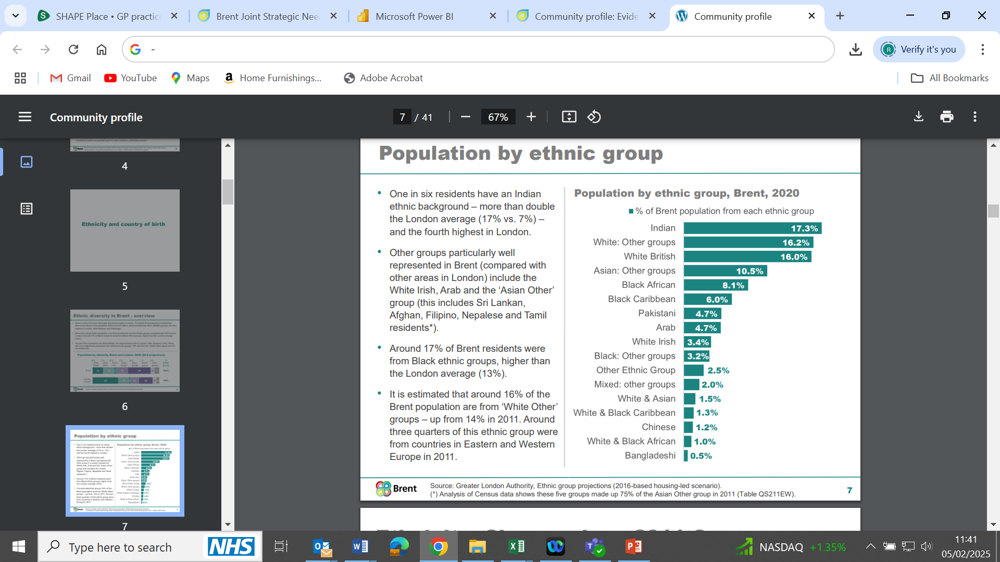 SHAPE Place • GP practice
Brent Joint Strategic Nee
Microsoft Power BI
Community profile: Evide
Community profile
-
Verify it's you
Gmail
YouTube
Maps
Home Furnishings...
Adobe Acrobat
All Bookmarks
Community profile
7 / 41
67%
4
Ethnicity and country of birth
5
Ethnic diversity in Brent - overview
Population by ethnicity, Brent and London, 2020 (GLA projections)
6
Population by ethnic group
7
Population by ethnic group
• One in six residents have an Indian
ethnic background – more than double
the London average (17% vs. 7%) –
and the fourth highest in London.
• Other groups particularly well
represented in Brent (compared with
other areas in London) include the
White Irish, Arab and the ‘Asian Other’
group (this includes Sri Lankan,
Afghan, Filipino, Nepalese and Tamil
residents*).
• Around 17% of Brent residents were
from Black ethnic groups, higher than
the London average (13%).
• It is estimated that around 16% of the
Brent population are from ‘White Other’
groups – up from 14% in 2011. Around
three quarters of this ethnic group were
from countries in Eastern and Western
Europe in 2011.
Population by ethnic group, Brent, 2020
% of Brent population from each ethnic group
Indian 17.3%
White: Other groups 16.2%
White British 16.0%
Asian: Other groups 10.5%
Black African 8.1%
Black Caribbean 6.0%
Pakistani 4.7%
Arab 4.7%
White Irish 3.4%
Black: Other groups 3.2%
Other Ethnic Group 2.5%
Mixed: other groups 2.0%
White & Asian 1.5%
White & Black Caribbean 1.3%
Chinese 1.2%
White & Black African 1.0%
Bangladeshi 0.5%
Brent
Source: Greater London Authority, Ethnic group projections (2016-based housing-led scenario).
(*) Analysis of Census data shows these five groups made up 75% of the Asian Other group in 2011 (Table QS211EW).
7
Type here to search
NHS
NASDAQ +1.35%
11:41
05/02/2025